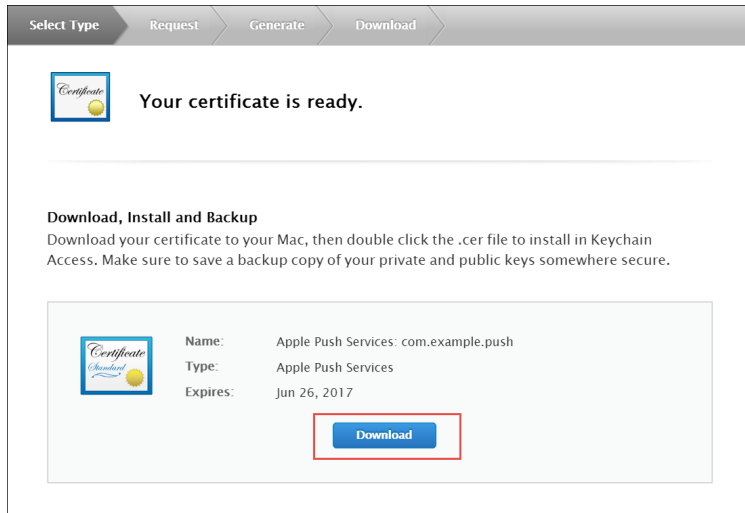 Select Type Request Generate Download
Certificate
Your certificate is ready.
Download, Install and Backup
Download your certificate to your Mac, then double click the .cer file to install in Keychain
Access. Make sure to save a backup copy of your private and public keys somewhere secure.
Certificate
Standard
Name: Apple Push Services: com.example.push
Type: Apple Push Services
Expires: Jun 26, 2017
Download